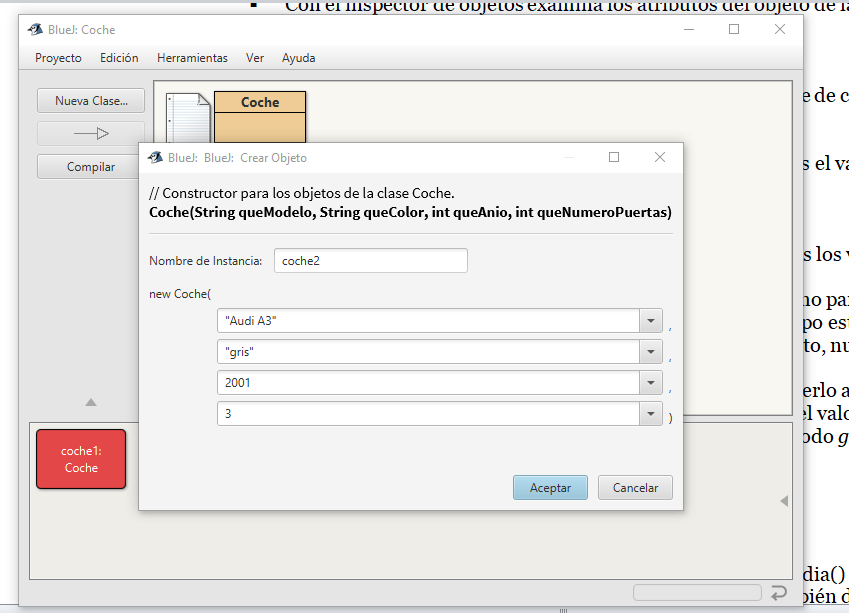 Con el inspector de objetos examina los atributos del objeto de la
BlueJ: Coche
Proyecto Edición Herramientas Ver Ayuda
Nueva Clase...
Coche
e de c
Compilar
BlueJ: BlueJ: Crear Objeto
s el va
// Constructor para los objetos de la clase Coche.
Coche(String queModelo, String queColor, int queAnio, int queNumeroPuertas)
Nombre de Instancia: coche2
s los v
new Coche(
no par
"Audi A3" ,
po est
"gris" ,
to, nu
2001 ,
erlo a
3 )
el valo
odo g
coche1:
Coche
Aceptar Cancelar
dia()
bién d